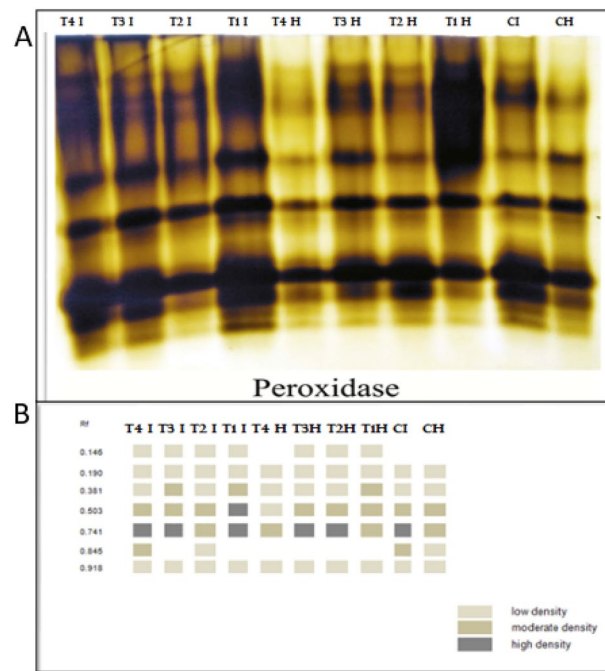 T4 I T3 I T2 I T1 I T4 H T3 H T2 H T1 H CI CH
A
Peroxidase
B
Rf T4 I T3 I T2 I T1 I T4 H T3H T2H T1H CI CH
0.146
0.190
0.381
0.503
0.741
0.845
0.918
low density
moderate density
high density